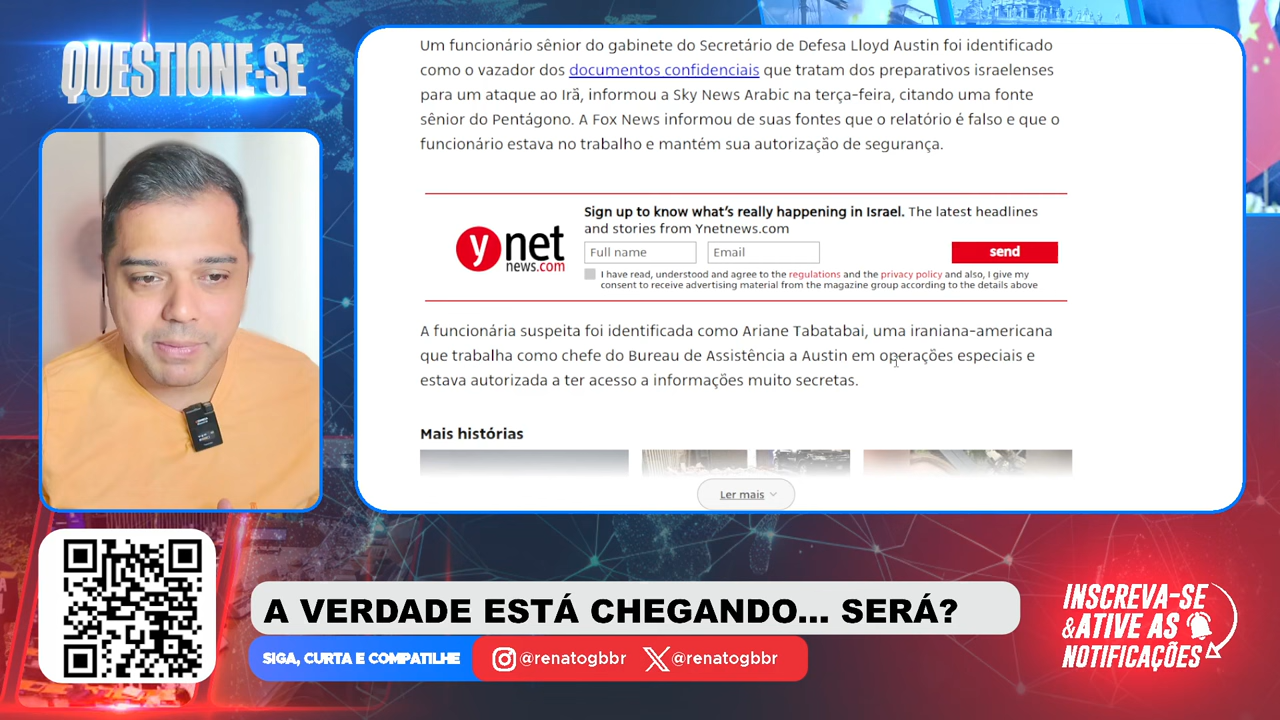 QUESTIONE-SE
Um funcionário sênior do gabinete do Secretário de Defesa Lloyd Austin foi identificado
como o vazador dos documentos confidenciais que tratam dos preparativos israelenses
para um ataque ao Irã, informou a Sky News Arabic na terça-feira, citando uma fonte
sênior do Pentágono. A Fox News informou de suas fontes que o relatório é falso e que o
funcionário estava no trabalho e mantém sua autorização de segurança.
ynet
news.com
Sign up to know what's really happening in Israel. The latest headlines
and stories from Ynetnews.com
Full name
Email
send
I have read, understood and agree to the regulations and the privacy policy and also, I give my
consent to receive advertising material from the magazine group according to the details above
A funcionária suspeita foi identificada como Ariane Tabatabai, uma iraniana-americana
que trabalha como chefe do Bureau de Assistência a Austin em operações especiais e
estava autorizada a ter acesso a informações muito secretas.
Mais histórias
Ler mais
A VERDADE ESTÁ CHEGANDO... SERÁ?
SIGA, CURTA E COMPATILHE
@renatogbbr
@renatogbbr
INSCREVA-SE
&ATIVE AS
NOTIFICAÇÕES